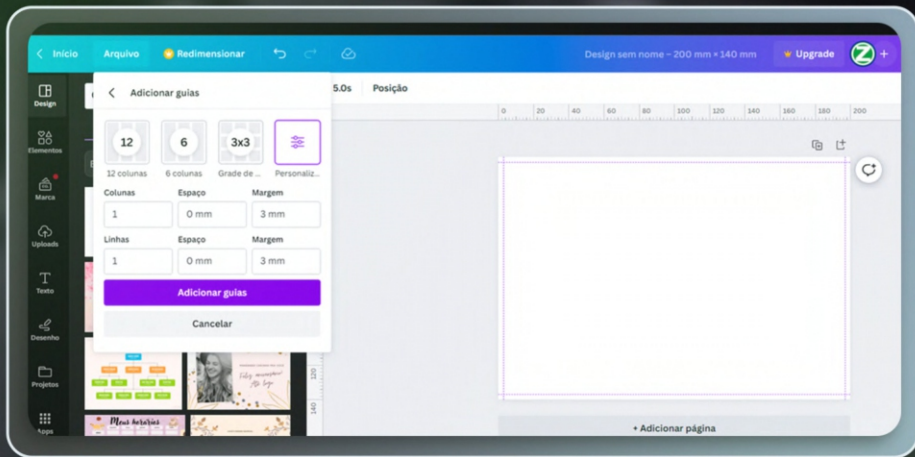 Início Arquivo Redimensionar Design sem nome – 200 mm × 140 mm Upgrade Z +
5.0s Posição
Adicionar guias
12 6 3x3
12 colunas 6 colunas Grade de ... Personaliz...
Colunas Espaço Margem
1 0 mm 3 mm
Linhas Espaço Margem
1 0 mm 3 mm
Adicionar guias
Cancelar
Design
Elementos
Marca
Uploads
Texto
Desenho
Projetos
Apps
0 20 40 60 80 100 120 140 160 180 200
120
140
Meus horários
+ Adicionar página